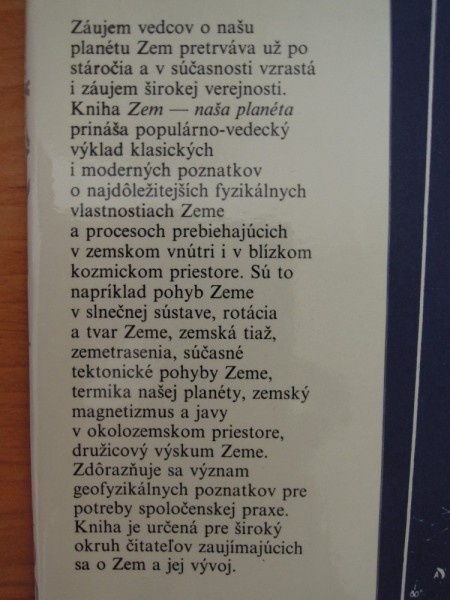 Záujem vedcov o našu
planétu Zem pretrváva už po
stáročia a v súčasnosti vzrastá
i záujem širokej verejnosti.
Kniha Zem — naša planéta
prináša populárno-vedecký
výklad klasických
i moderných poznatkov
o najdôležitejších fyzikálnych
vlastnostiach Zeme
a procesoch prebiehajúcich
v zemskom vnútri i v blízkom
kozmickom priestore. Sú to
napríklad pohyb Zeme
v slnečnej sústave, rotácia
a tvar Zeme, zemská tiaž,
zemetrasenia, súčasné
tektonické pohyby Zeme,
termika našej planéty, zemský
magnetizmus a javy
v okolozemskom priestore,
družicový výskum Zeme.
Zdôrazňuje sa význam
geofyzikálnych poznatkov pre
potreby spoločenskej praxe.
Kniha je určená pre široký
okruh čitateľov zaujímajúcich
sa o Zem a jej vývoj.